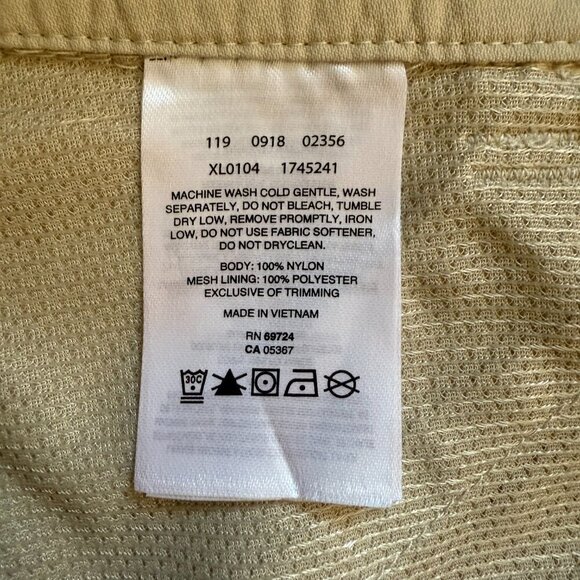 119 0918 02356
XL0104 1745241
MACHINE WASH COLD GENTLE, WASH
SEPARATELY, DO NOT BLEACH, TUMBLE
DRY LOW, REMOVE PROMPTLY, IRON
LOW, DO NOT USE FABRIC SOFTENER,
DO NOT DRYCLEAN.
BODY: 100% NYLON
MESH LINING: 100% POLYESTER
EXCLUSIVE OF TRIMMING
MADE IN VIETNAM
RN 69724
CA 05367
30C